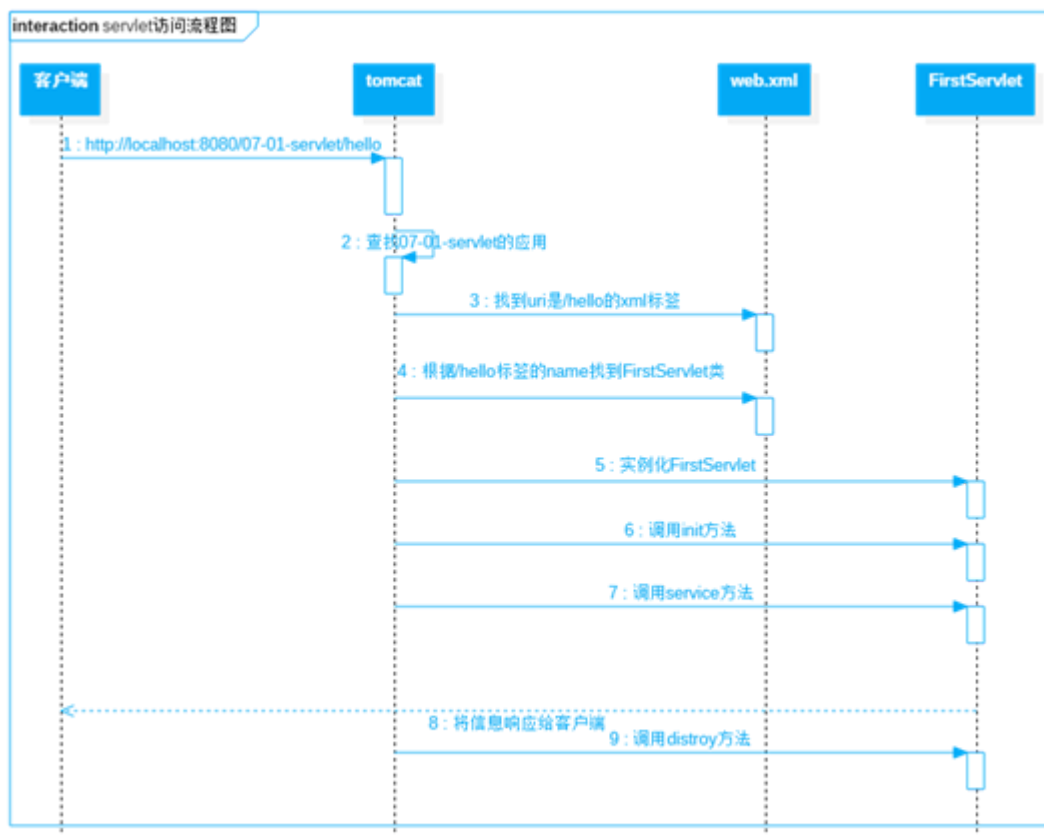 interaction servlet访问流程图
客户端
tomcat
web.xml
FirstServlet
1 : http://localhost:8080/07-01-servlet/hello
2 : 查找07-01-servlet的应用
3 : 找到uri是/hello的xml标签
4 : 根据/hello标签的name找到FirstServlet类
5 : 实例化FirstServlet
6 : 调用init方法
7 : 调用service方法
8 : 将信息响应给客户端
9 : 调用distroy方法